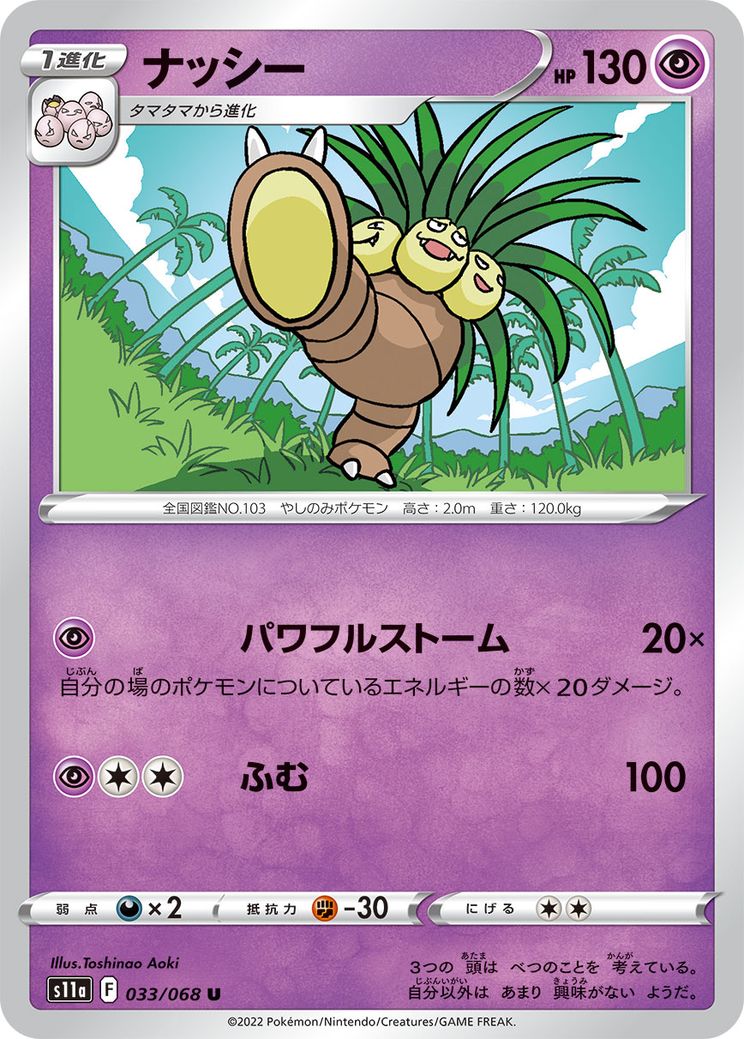 1進化 ナッシー HP 130
タマタマから進化
全国図鑑NO.103 やしのみポケモン 高さ：2.0m 重さ：120.0kg
パワフルストーム 20×
自分の場のポケモンについているエネルギーの数×20ダメージ。
ふむ 100
弱点 ×2 抵抗力 -30 にげる
Illus.Toshinao Aoki
3つの 頭は べつのことを 考えている。
自分以外は あまり 興味がない ようだ。
s11a F 033/068 U
©2022 Pokémon/Nintendo/Creatures/GAME FREAK.